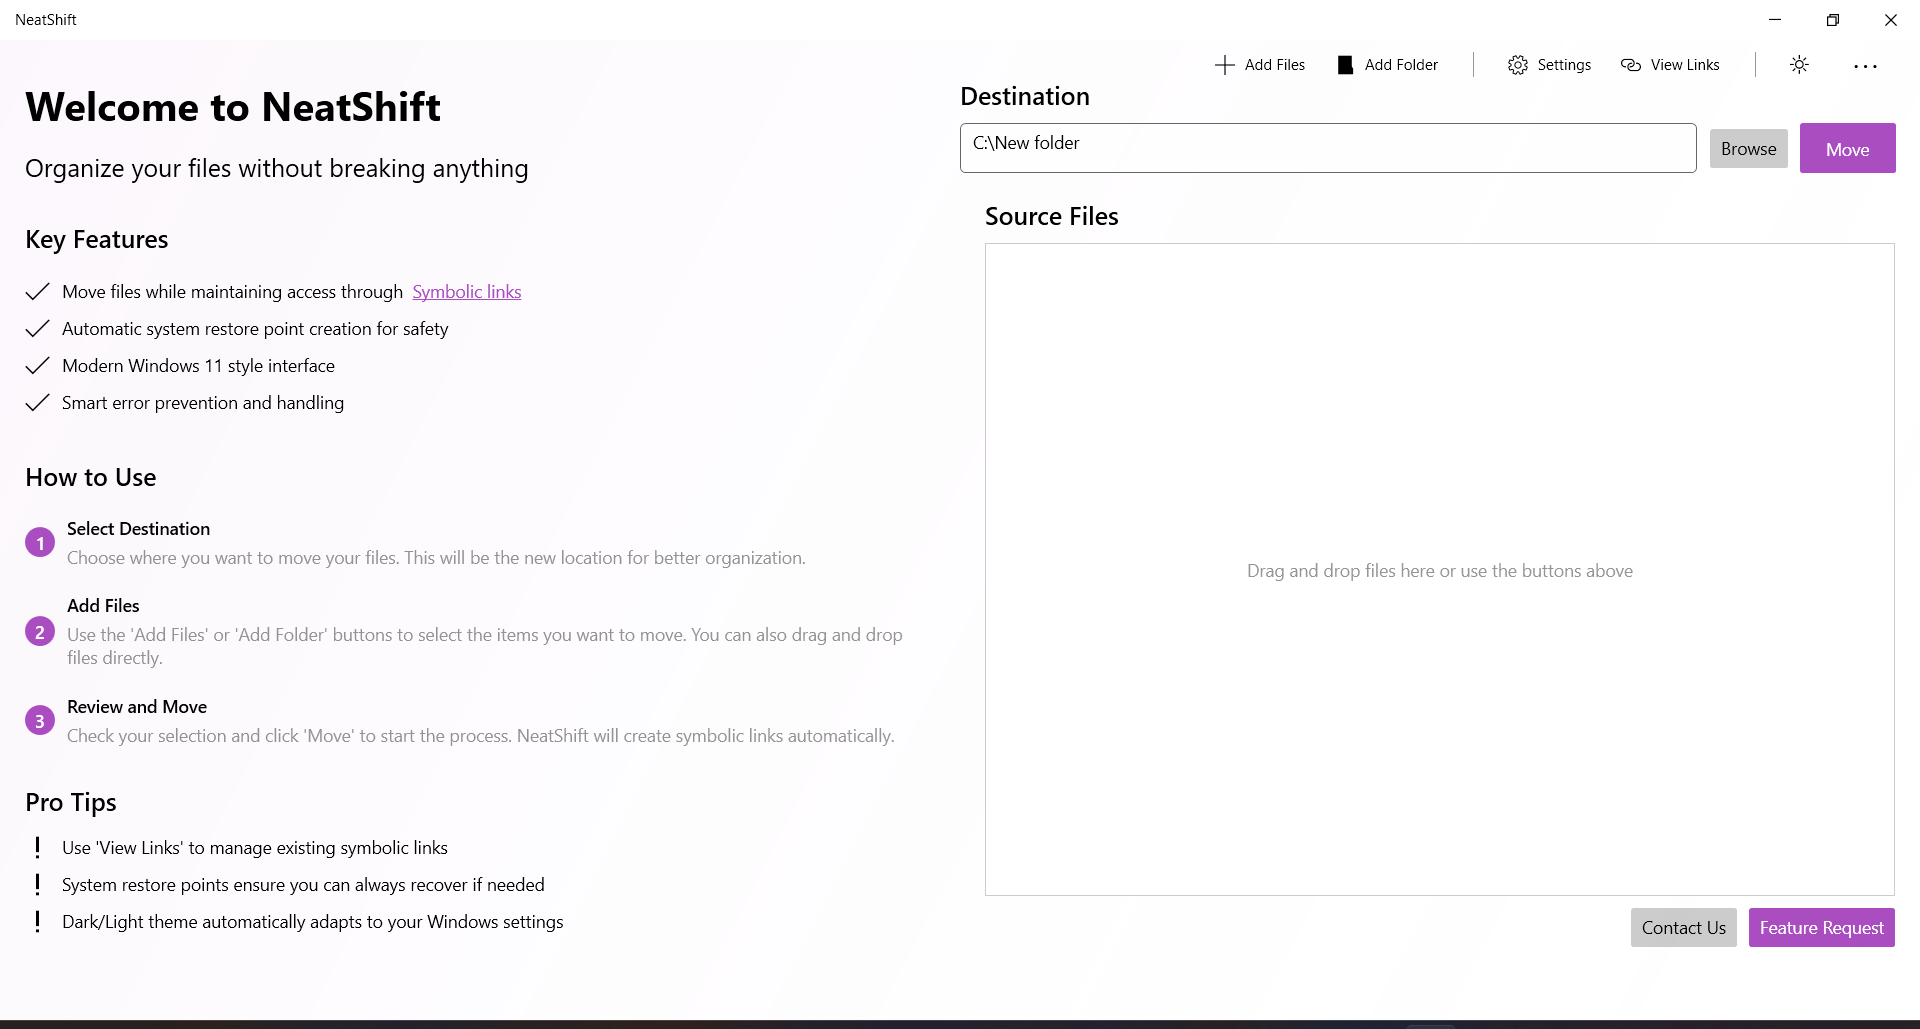 NeatShift
Add Files
Add Folder
Settings
View Links
Welcome to NeatShift
Organize your files without breaking anything
Key Features
Move files while maintaining access through Symbolic links
Automatic system restore point creation for safety
Modern Windows 11 style interface
Smart error prevention and handling
How to Use
1
Select Destination
Choose where you want to move your files. This will be the new location for better organization.
2
Add Files
Use the 'Add Files' or 'Add Folder' buttons to select the items you want to move. You can also drag and drop
files directly.
3
Review and Move
Check your selection and click 'Move' to start the process. NeatShift will create symbolic links automatically.
Pro Tips
! Use 'View Links' to manage existing symbolic links
! System restore points ensure you can always recover if needed
! Dark/Light theme automatically adapts to your Windows settings
Destination
C:\New folder
Browse
Move
Source Files
Drag and drop files here or use the buttons above
Contact Us
Feature Request